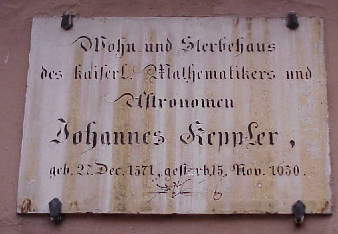 Wohn und Sterbehaus
des kaiserl. Mathematikers und
Astronomen
Johannes Keppler,
geb. 27. Dec. 1571, gestorb. 15. Nov. 1630.